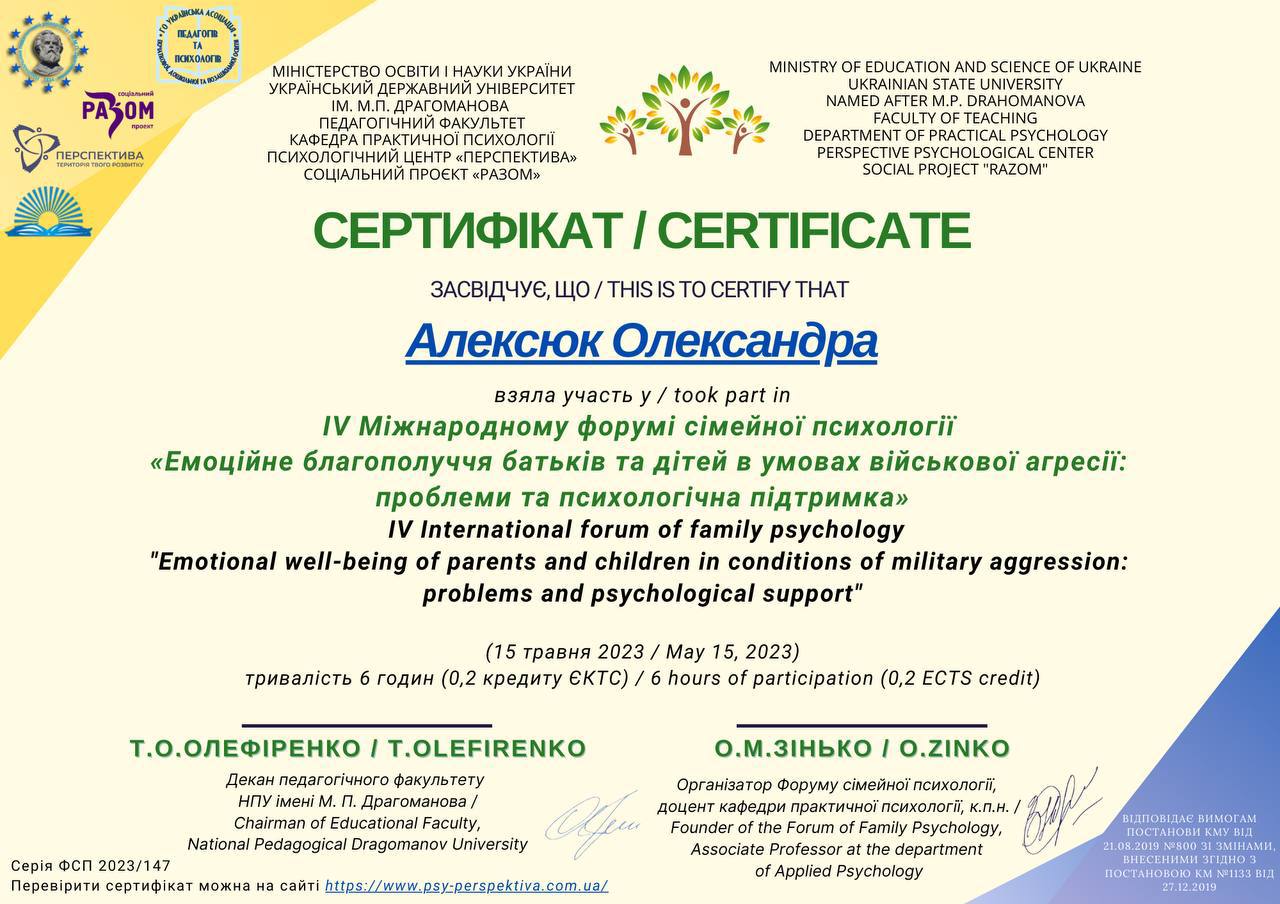 ГО УКРАЇНСЬКА АСОЦІАЦІЯ
ПЕДАГОГІВ
ТА
ПСИХОЛОГІВ
соціальний
РАЗОМ
проект
ПЕРСПЕКТИВА
ТЕРИТОРІЯ ТВОГО РОЗВИТКУ
МІНІСТЕРСТВО ОСВІТИ І НАУКИ УКРАЇНИ
УКРАЇНСЬКИЙ ДЕРЖАВНИЙ УНІВЕРСИТЕТ
ІМ. М.П. ДРАГОМАНОВА
ПЕДАГОГІЧНИЙ ФАКУЛЬТЕТ
КАФЕДРА ПРАКТИЧНОЇ ПСИХОЛОГІЇ
ПСИХОЛОГІЧНИЙ ЦЕНТР «ПЕРСПЕКТИВА»
СОЦІАЛЬНИЙ ПРОЄКТ «РАЗОМ»
MINISTRY OF EDUCATION AND SCIENCE OF UKRAINE
UKRAINIAN STATE UNIVERSITY
NAMED AFTER M.P. DRAHOMANOVA
FACULTY OF TEACHING
DEPARTMENT OF PRACTICAL PSYCHOLOGY
PERSPECTIVE PSYCHOLOGICAL CENTER
SOCIAL PROJECT "RAZOM"
СЕРТИФІКАТ / CERTIFICATE
ЗАСВІДЧУЄ, ЩО / THIS IS TO CERTIFY THAT
Алексюк Олександра
взяла участь у / took part in
IV Міжнародному форумі сімейної психології
«Емоційне благополуччя батьків та дітей в умовах військової агресії:
проблеми та психологічна підтримка»
IV International forum of family psychology
"Emotional well-being of parents and children in conditions of military aggression:
problems and psychological support"
(15 травня 2023 / May 15, 2023)
тривалість 6 годин (0,2 кредиту ЄКТС) / 6 hours of participation (0,2 ECTS credit)
Т.О.ОЛЕФІРЕНКО / T.OLEFIRENKO
Декан педагогічного факультету
НПУ імені М. П. Драгоманова /
Chairman of Educational Faculty,
National Pedagogical Dragomanov University
О.М.ЗІНЬКО / O.ZINKO
Організатор Форуму сімейної психології,
доцент кафедри практичної психології, к.п.н. /
Founder of the Forum of Family Psychology,
Associate Professor at the department
of Applied Psychology
Серія ФСП 2023/147
Перевірити сертифікат можна на сайті https://www.psy-perspektiva.com.ua/
ВІДПОВІДАЄ ВИМОГАМ
ПОСТАНОВИ КМУ ВІД
21.08.2019 №800 ЗІ ЗМІНАМИ,
ВНЕСЕНИМИ ЗГІДНО З
ПОСТАНОВОЮ КМ №1133 ВІД
27.12.2019